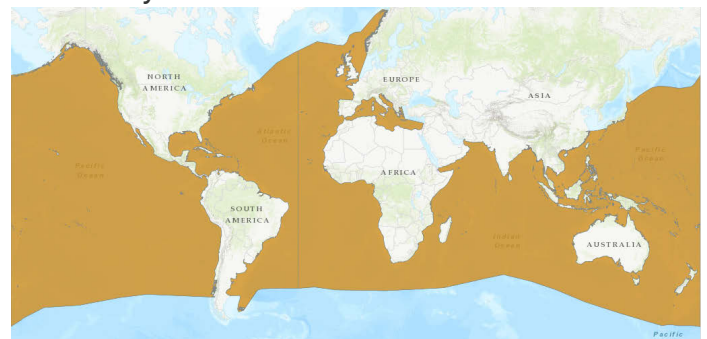 NORTH
AMERICA
EUROPE
ASIA
Atlantic
Ocean
Pacific
Ocean
Pacific
Ocean
AFRICA
SOUTH
AMERICA
Indian
Ocean
AUSTRALIA
Pacific